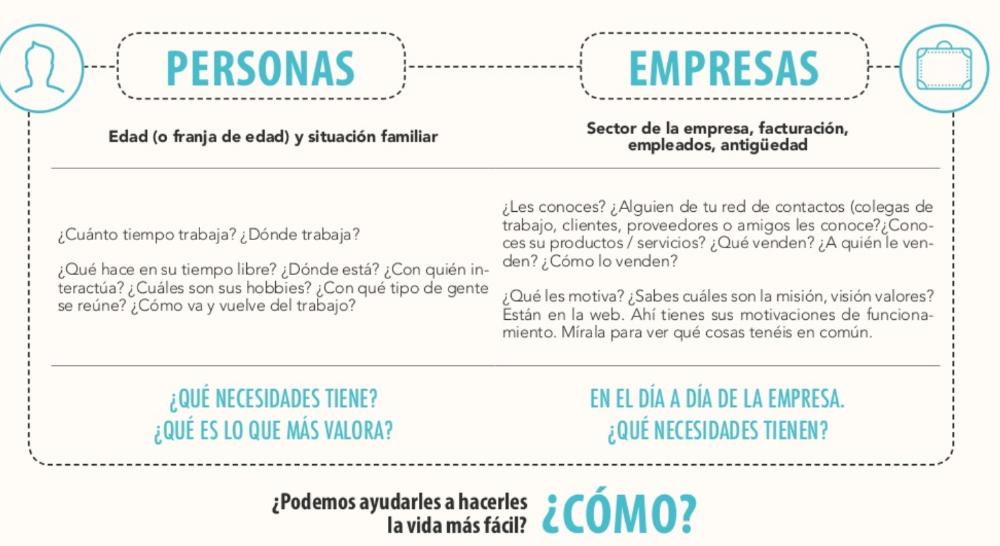 PERSONAS
Edad (o franja de edad) y situación familiar
¿Cuánto tiempo trabaja? ¿Dónde trabaja?
¿Qué hace en su tiempo libre? ¿Dónde está? ¿Con quién in-
teractúa? ¿Cuáles son sus hobbies? ¿Con qué tipo de gente
se reúne? ¿Cómo va y vuelve del trabajo?
¿QUÉ NECESIDADES TIENE?
¿QUÉ ES LO QUE MÁS VALORA?
EMPRESAS
Sector de la empresa, facturación,
empleados, antigüedad
¿Les conoces? ¿Alguien de tu red de contactos (colegas de
trabajo, clientes, proveedores o amigos les conoce?¿Cono-
ces su productos / servicios? ¿Qué venden? ¿A quién le ven-
den? ¿Cómo lo venden?
¿Qué les motiva? ¿Sabes cuáles son la misión, visión valores?
Están en la web. Ahí tienes sus motivaciones de funciona-
miento. Mírala para ver qué cosas tenéis en común.
EN EL DÍA A DÍA DE LA EMPRESA.
¿QUÉ NECESIDADES TIENEN?
¿Podemos ayudarles a hacerles
la vida más fácil?
¿CÓMO?